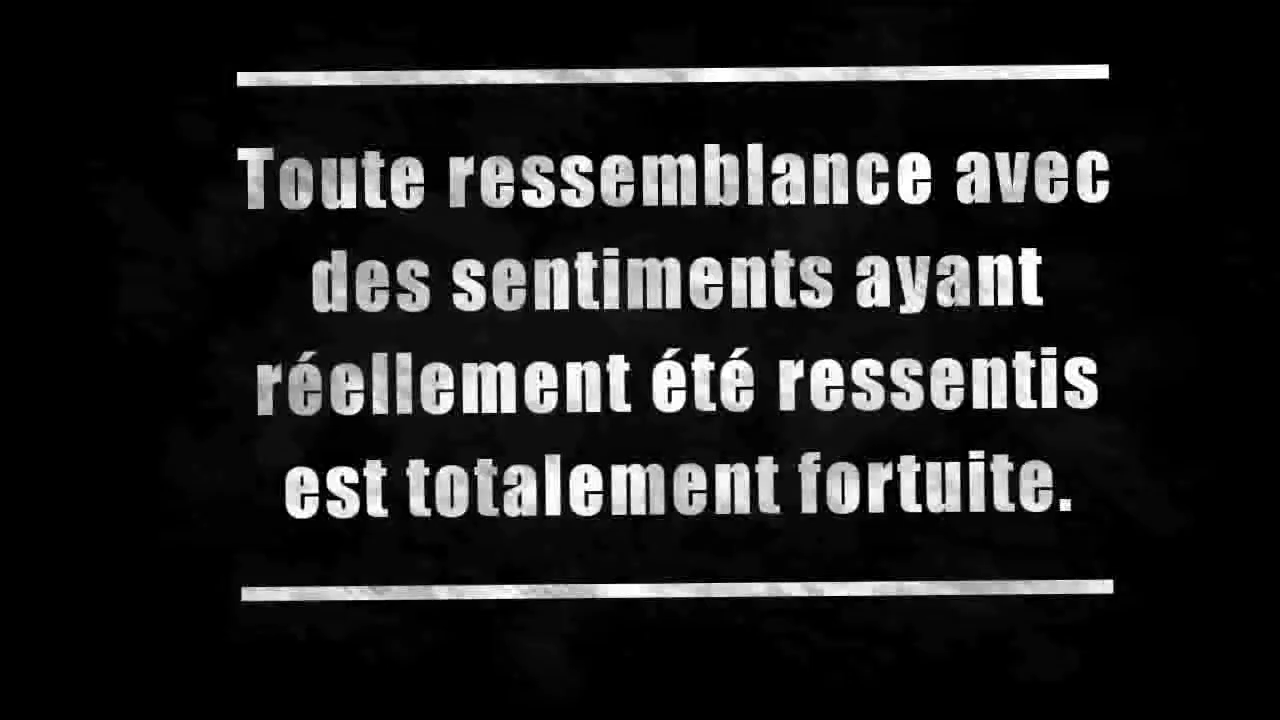 Toute ressemblance avec
des sentiments ayant
réellement été ressentis
est totalement fortuite.